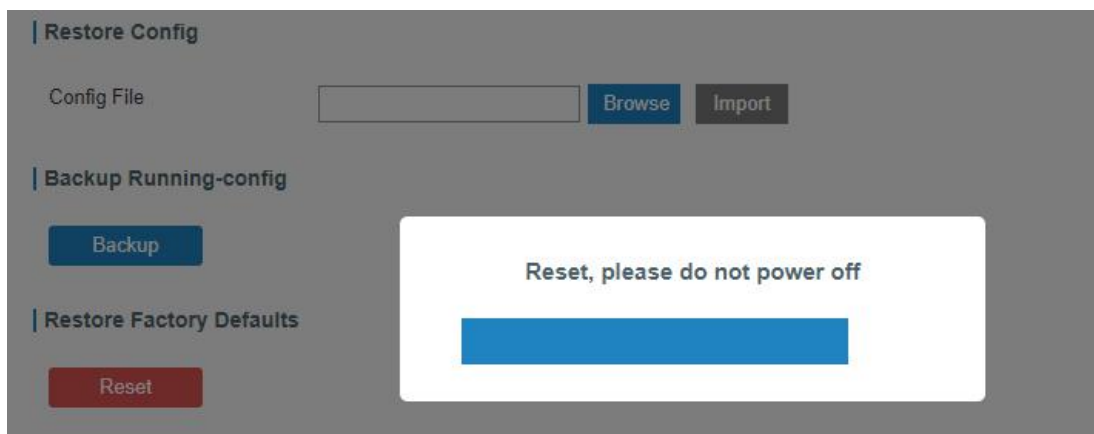 Restore Config
Config File
Browse
Import
Backup Running-config
Backup
Reset, please do not power off
Restore Factory Defaults
Reset